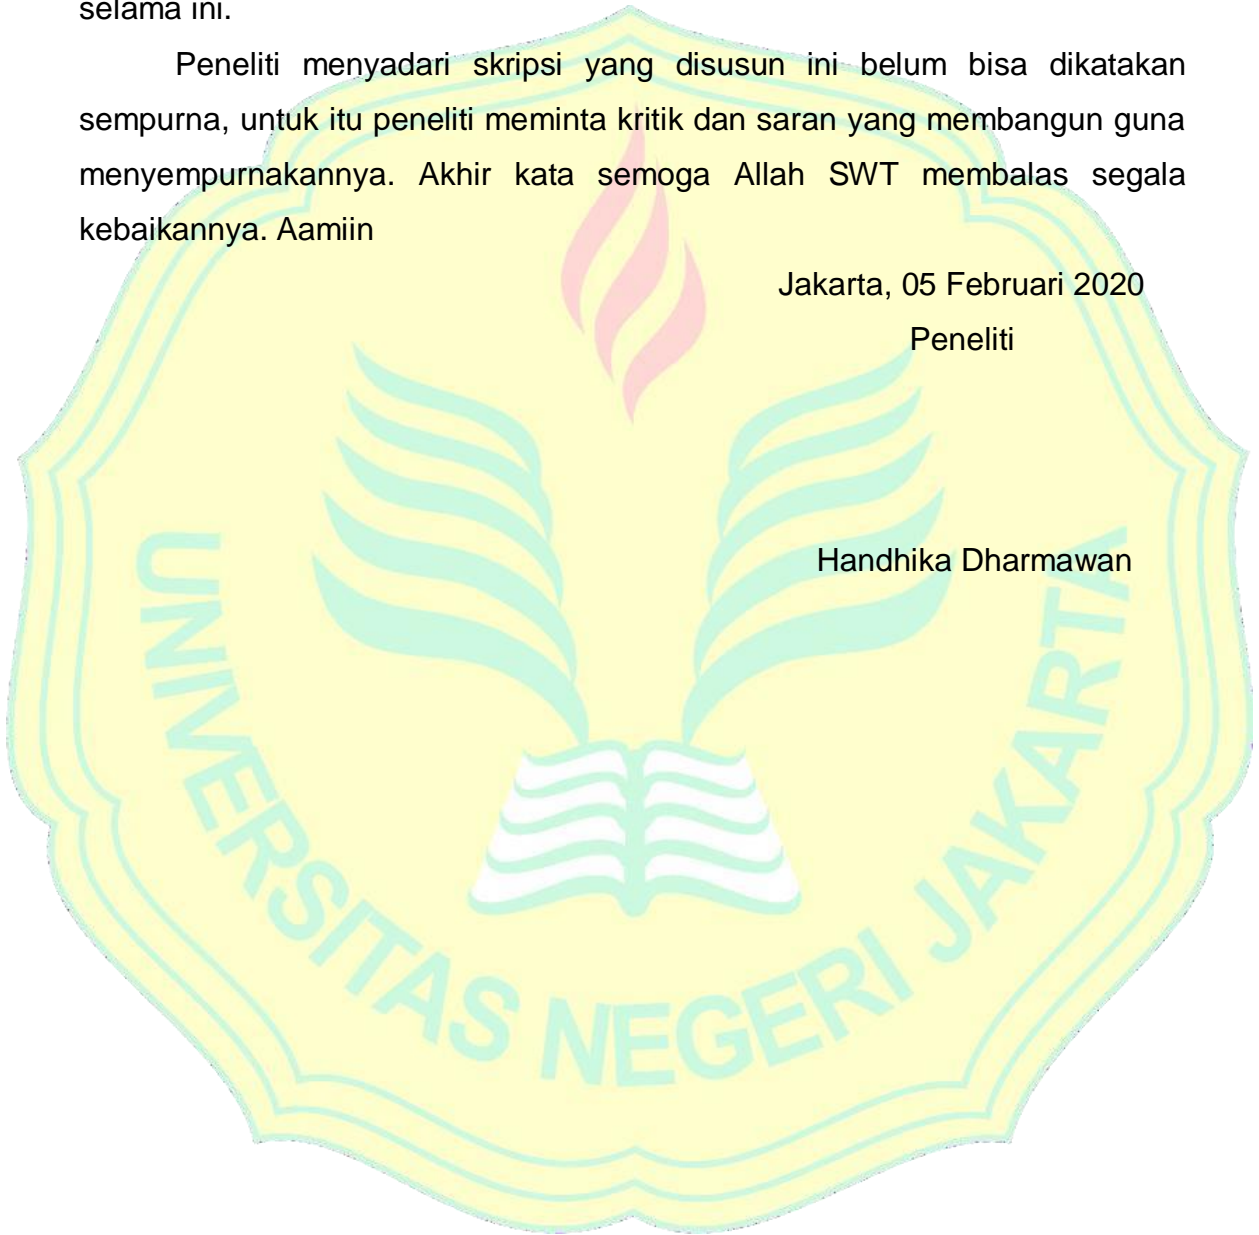 selama ini.
Peneliti menyadari skripsi yang disusun ini belum bisa dikatakan
sempurna, untuk itu peneliti meminta kritik dan saran yang membangun guna
menyempurnakannya. Akhir kata semoga Allah SWT membalas segala
kebaikannya. Aamiin
Jakarta, 05 Februari 2020
Peneliti
Handhika Dharmawan
UNIVERSITAS NEGERI JAKARTA